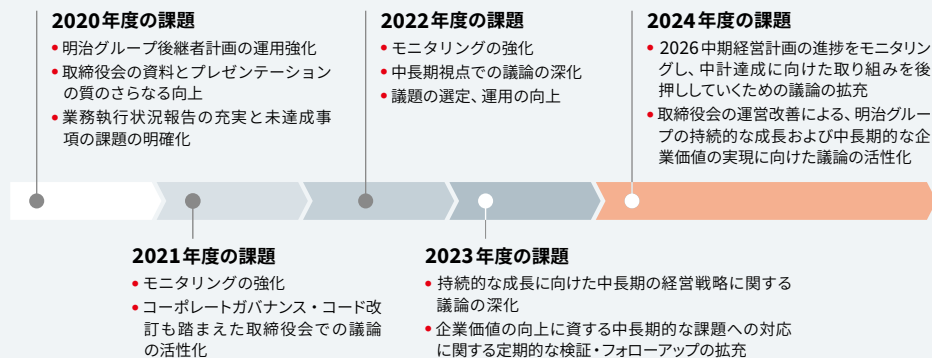 2020年度の課題
• 明治グループ後継者計画の運用強化
• 取締役会の資料とプレゼンテーション
の質のさらなる向上
• 業務執行状況報告の充実と未達成事
項の課題の明確化
2022年度の課題
• モニタリングの強化
• 中長期視点での議論の深化
• 議題の選定、運用の向上
2024年度の課題
• 2026中期経営計画の進捗をモニタリン
グし、中計達成に向けた取り組みを後
押ししていくための議論の拡充
• 取締役会の運営改善による、明治グルー
プの持続的な成長および中長期的な企
業価値の実現に向けた議論の活性化
2021年度の課題
• モニタリングの強化
• コーポレートガバナンス・コード改
訂も踏まえた取締役会での議論
の活性化
2023年度の課題
• 持続的な成長に向けた中長期の経営戦略に関する
議論の深化
• 企業価値の向上に資する中長期的な課題への対応
に関する定期的な検証・フォローアップの拡充